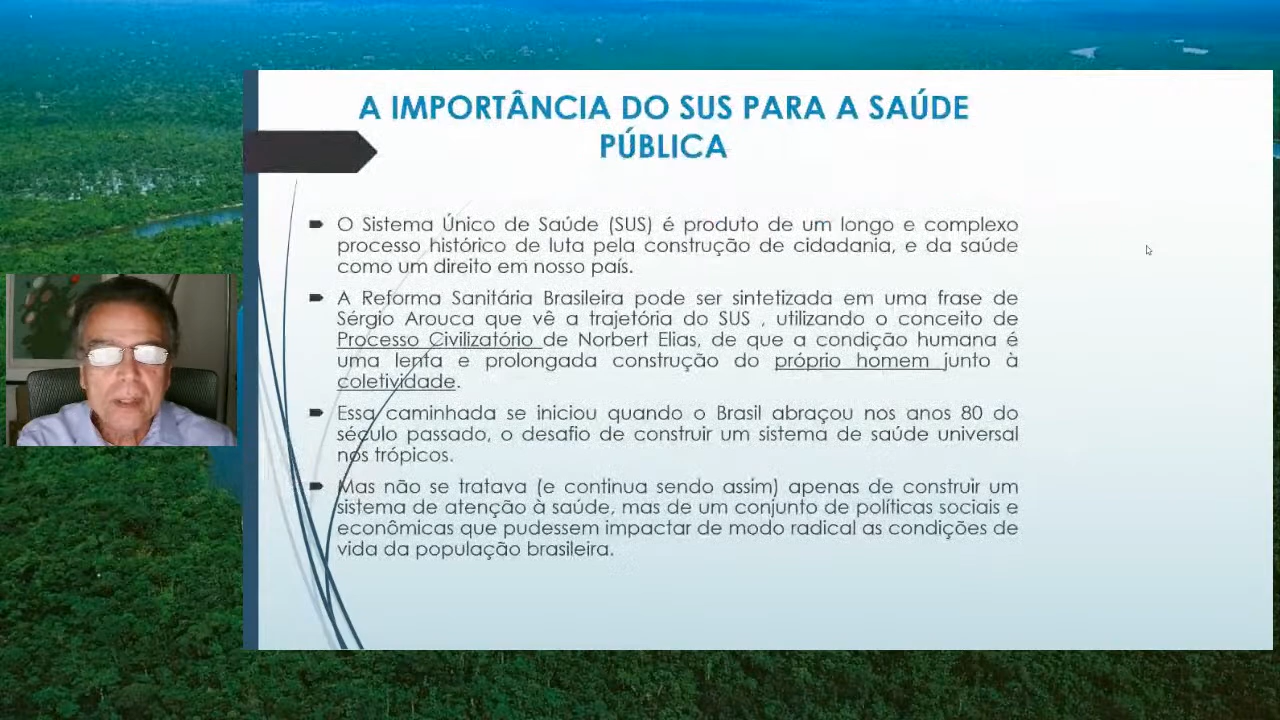 A IMPORTÂNCIA DO SUS PARA A SAÚDE
PÚBLICA
O Sistema Único de Saúde (SUS) é produto de um longo e complexo
processo histórico de luta pela construção de cidadania, e da saúde
como um direito em nosso país.
A Reforma Sanitária Brasileira pode ser sintetizada em uma frase de
Sérgio Arouca que vê a trajetória do SUS , utilizando o conceito de
Processo Civilizatório de Norbert Elias, de que a condição humana é
uma lenta e prolongada construção do próprio homem junto à
coletividade.
Essa caminhada se iniciou quando o Brasil abraçou nos anos 80 do
século passado, o desafio de construir um sistema de saúde universal
nos trópicos.
Mas não se tratava (e continua sendo assim) apenas de construir um
sistema de atenção à saúde, mas de um conjunto de políticas sociais e
econômicas que pudessem impactar de modo radical as condições de
vida da população brasileira.